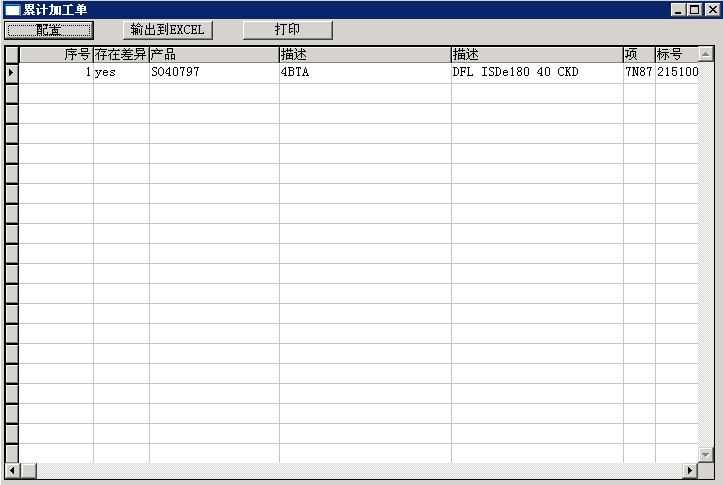 累计加工单
配置 输出到EXCEL 打印
序号 存在差异 产品 描述 描述 项 标号
1 yes SO40797 4BTA DFL ISDe180 40 CKD 7N87 215100